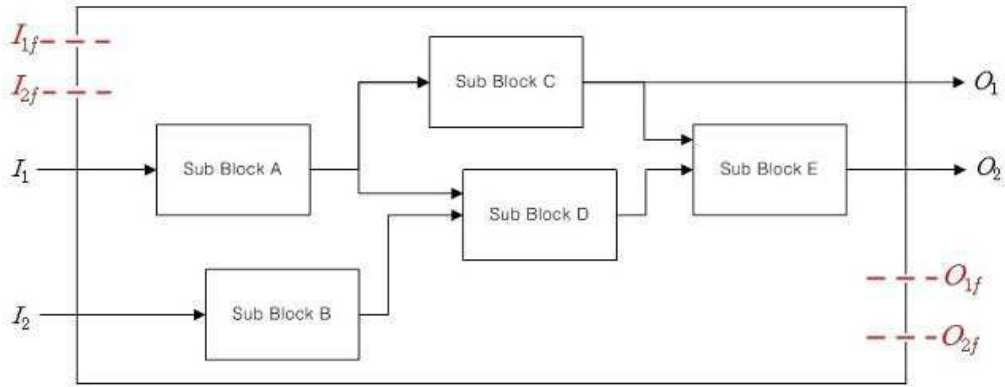 I1f
I2f
Sub Block C
O1
I1
Sub Block A
Sub Block E
O2
Sub Block D
O1f
I2
Sub Block B
O2f